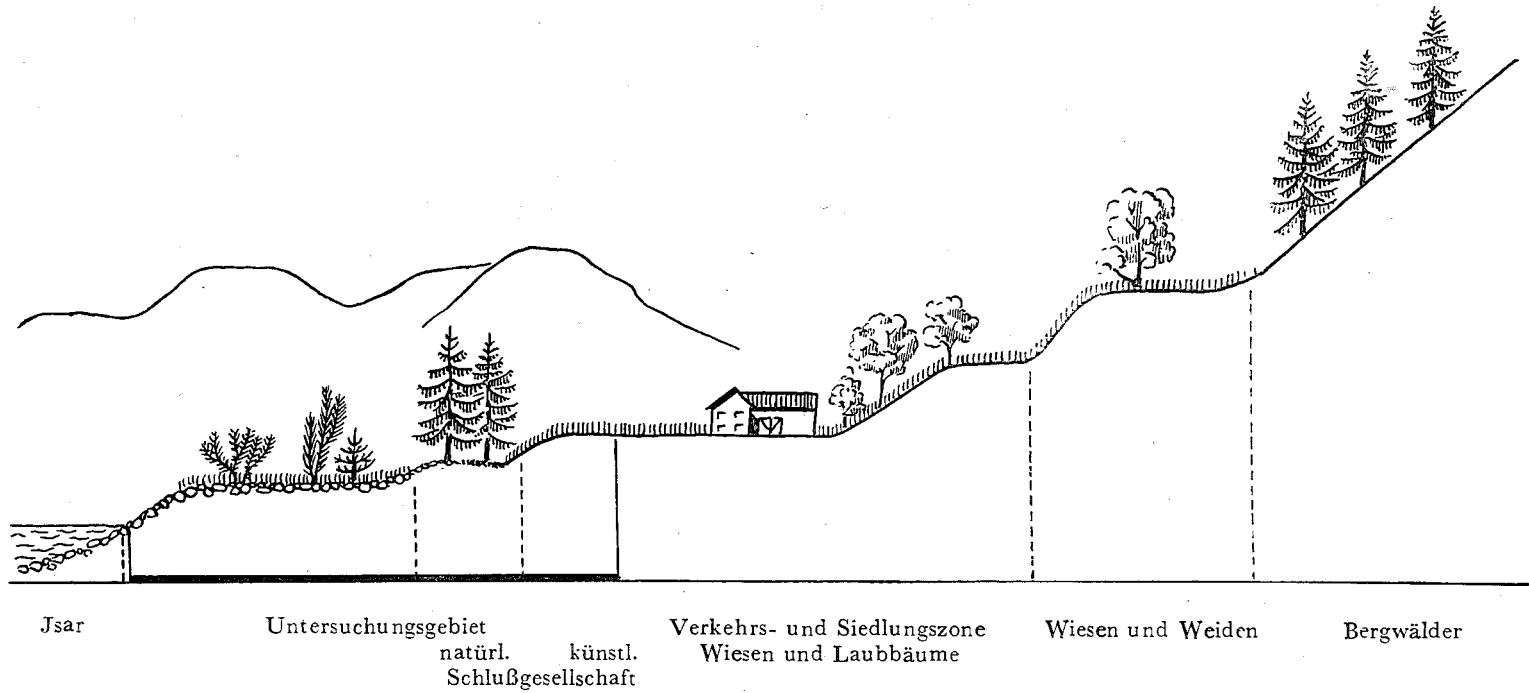 Jsar
Untersuchungsgebiet
natürl. künstl.
Schlußgesellschaft
Verkehrs- und Siedlungszone
Wiesen und Laubbäume
Wiesen und Weiden
Bergwälder